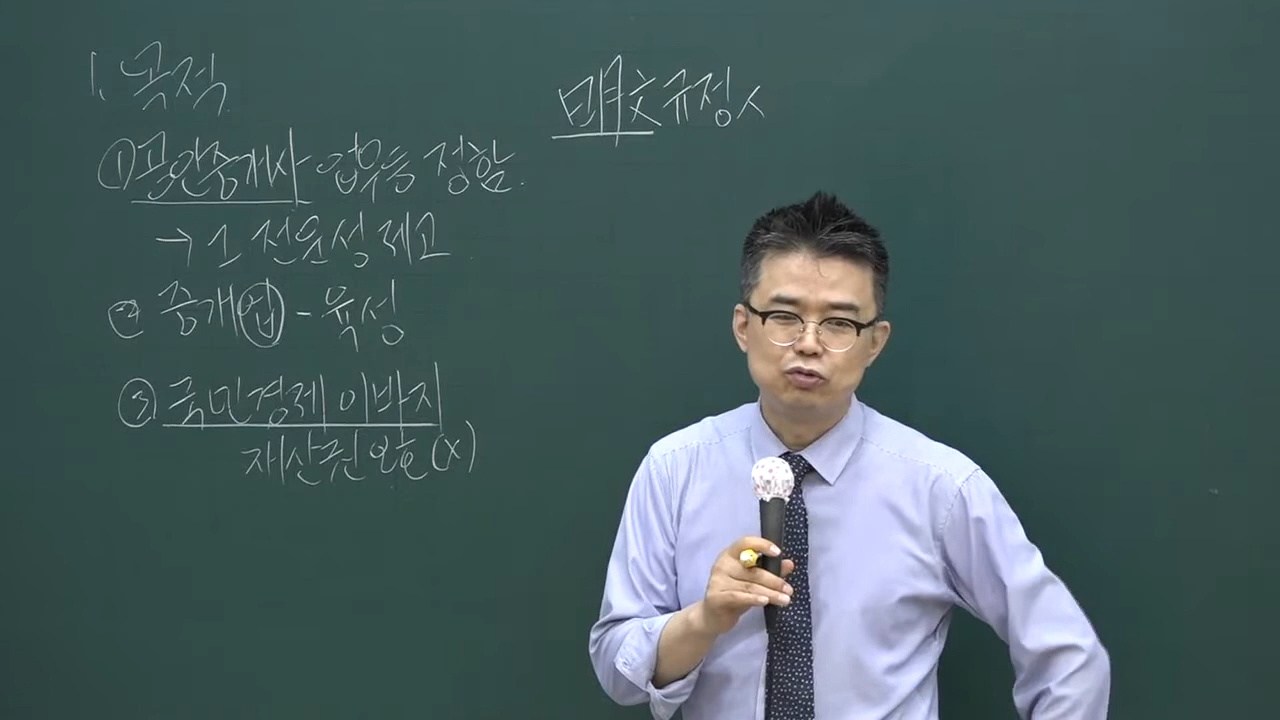 1. 목적
① 공인중개사 업무등 정함.
→ 그 전문성 제고
② 중개업 - 육성
③ 국민경제 이바지
재산권 보호(X)
明文규정